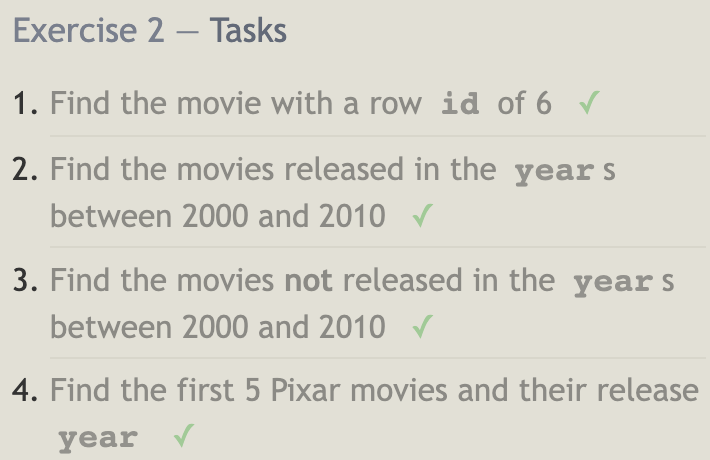 Exercise 2 — Tasks
1. Find the movie with a row id of 6 ✓
2. Find the movies released in the year s
between 2000 and 2010 ✓
3. Find the movies not released in the year s
between 2000 and 2010 ✓
4. Find the first 5 Pixar movies and their release
year ✓